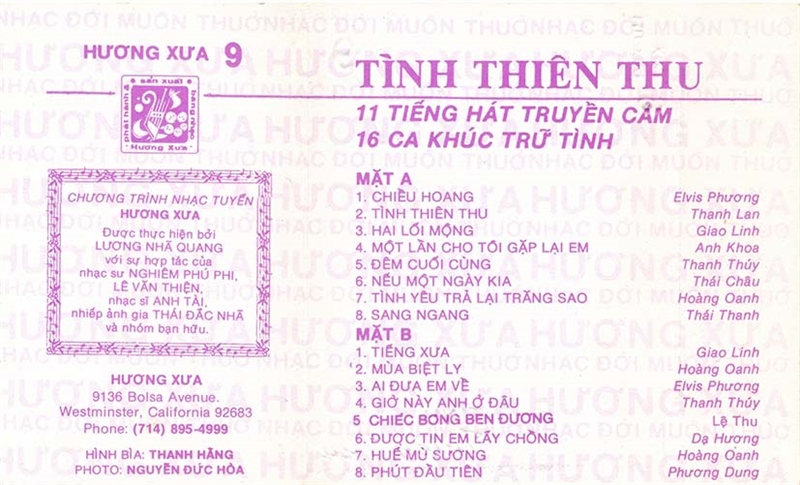 HƯƠNG XƯA 9
sản xuất
phát hành &
băng nhạc
Hương Xưa
TÌNH THIÊN THU
11 TIẾNG HÁT TRUYỀN CẢM
16 CA KHÚC TRỮ TÌNH
CHƯƠNG TRÌNH NHẠC TUYỂN
HƯƠNG XƯA
Được thực hiện bởi
LƯƠNG NHÃ QUANG
với sự hợp tác của
nhạc sư NGHIÊM PHÚ PHI,
LÊ VĂN THIỆN,
nhạc sĩ ANH TÀI,
nhiếp ảnh gia THÁI ĐẮC NHÃ
và nhóm bạn hữu.
HƯƠNG XƯA
9136 Bolsa Avenue.
Westminster, California 92683
Phone: (714) 895-4999
HÌNH BÌA: THANH HẰNG
PHOTO: NGUYỄN ĐỨC HÒA
MẶT A
1. CHIỀU HOANG Elvis Phương
2. TÌNH THIÊN THU Thanh Lan
3. HAI LỐI MỘNG Giao Linh
4. MỘT LẦN CHO TÔI GẶP LẠI EM Anh Khoa
5. ĐÊM CUỐI CÙNG Thanh Thúy
6. NẾU MỘT NGÀY KIA Thái Châu
7. TÌNH YÊU TRẢ LẠI TRĂNG SAO Hoàng Oanh
8. SANG NGANG Thái Thanh
MẶT B
1. TIẾNG XƯA Giao Linh
2. MÙA BIỆT LY Hoàng Oanh
3. AI ĐƯA EM VỀ Elvis Phương
4. GIỜ NÀY ANH Ở ĐÂU Thanh Thúy
5. CHIẾC BÓNG BÊN ĐƯỜNG Lệ Thu
6. ĐƯỢC TIN EM LẤY CHỒNG Dạ Hương
7. HUẾ MÙ SƯƠNG Hoàng Oanh
8. PHÚT ĐẦU TIÊN Phương Dung